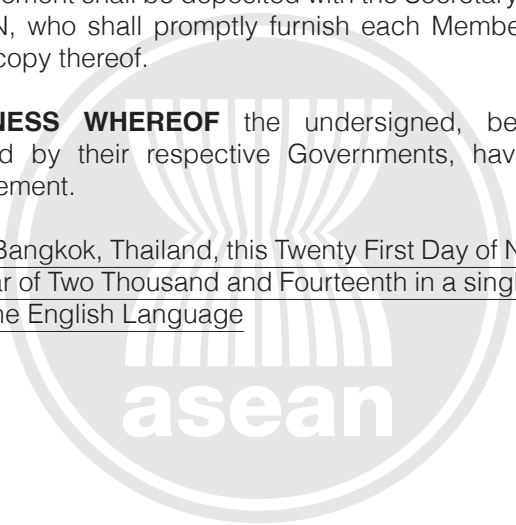 ement shall be deposited with the Secretary
N, who shall promptly furnish each Membe
copy thereof.
NESS WHEREOF the undersigned, be
d by their respective Governments, hav
ement.
Bangkok, Thailand, this Twenty First Day of N
ar of Two Thousand and Fourteenth in a singl
ne English Language
asean